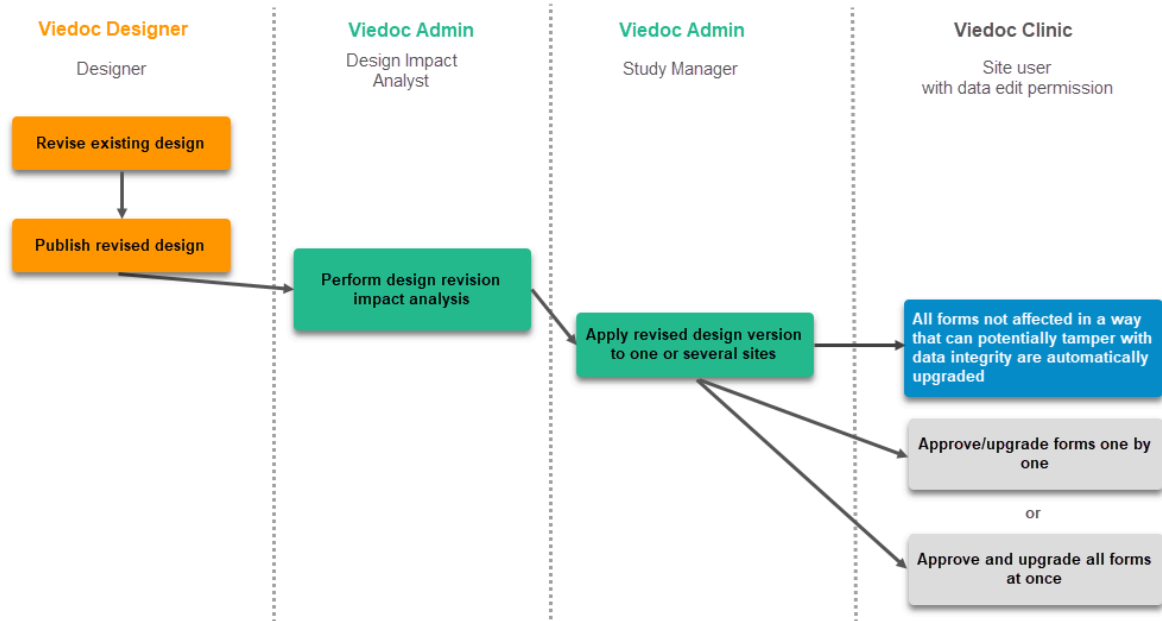 Viedoc Designer
Designer
Viedoc Admin
Design Impact
Analyst
Viedoc Admin
Study Manager
Viedoc Clinic
Site user
with data edit permission
Revise existing design
Publish revised design
Perform design revision
impact analysis
Apply revised design version
to one or several sites
All forms not affected in a way
that can potentially tamper with
data integrity are automatically
upgraded
Approve/upgrade forms one by
one
or
Approve and upgrade all forms
at once